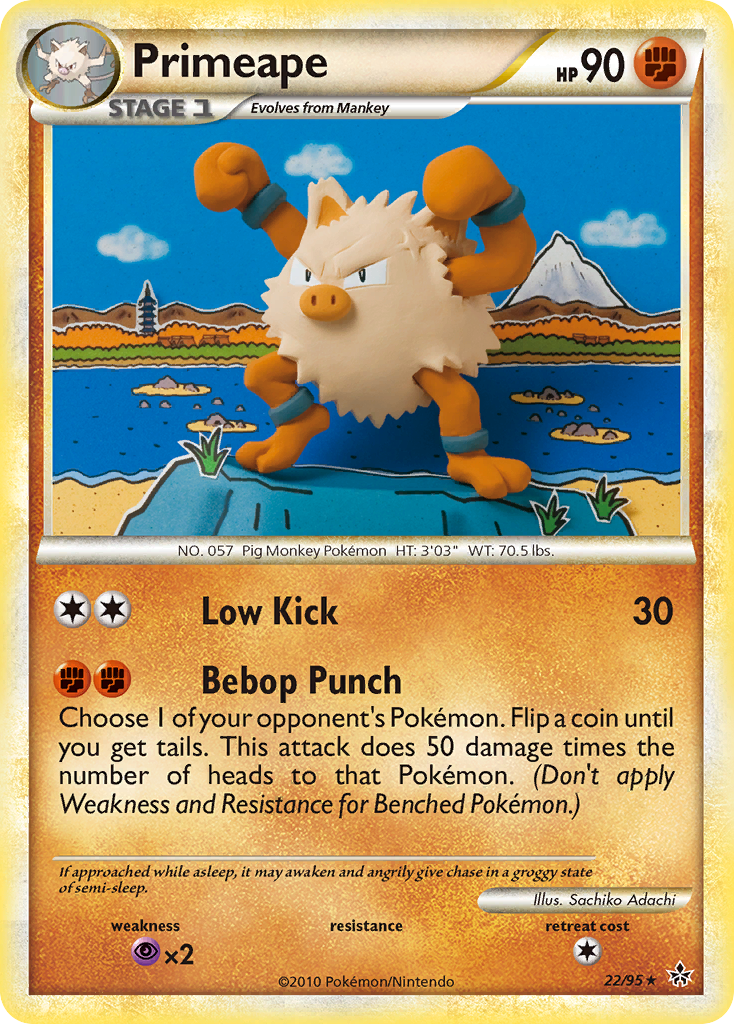 Primeape
HP 90
STAGE 1
Evolves from Mankey
NO. 057 Pig Monkey Pokémon HT: 3'03" WT: 70.5 lbs.
Low Kick 30
Bebop Punch
Choose 1 of your opponent's Pokémon. Flip a coin until
you get tails. This attack does 50 damage times the
number of heads to that Pokémon. (Don't apply
Weakness and Resistance for Benched Pokémon.)
If approached while asleep, it may awaken and angrily give chase in a groggy state
of semi-sleep.
Illus. Sachiko Adachi
weakness resistance retreat cost
×2
©2010 Pokémon/Nintendo
22/95 ★